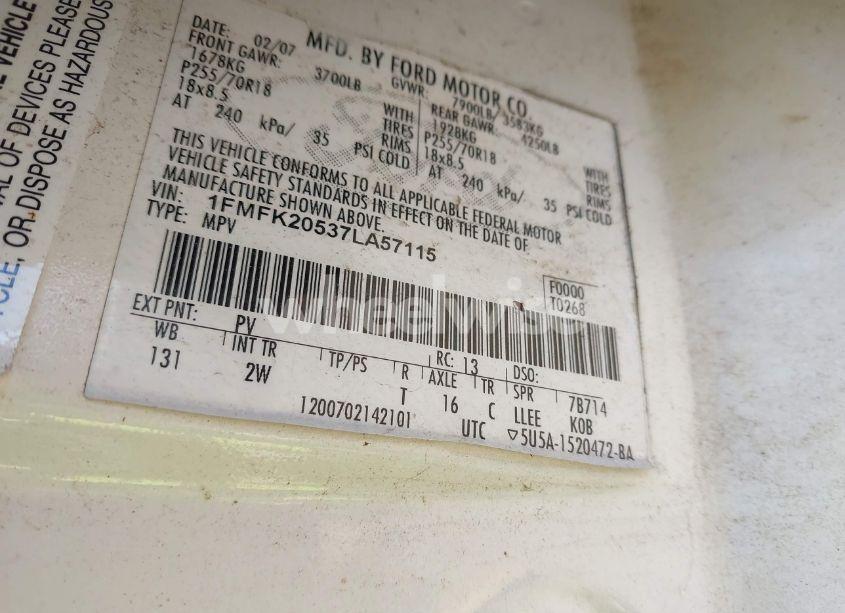 E VEHICLE
AL OF DEVICES PLEASE
OR DISPOSE AS HAZARDOUS
CLE,
MFD. BY FORD MOTOR CO.
DATE: 02/07 GVWR: 7900LB/ 3583KG
FRONT GAWR: 3700LB REAR GAWR: 4250LB
1678KG WITH 1928KG WITH
P255/70R18 TIRES P255/70R18 TIRES
18x8.5 RIMS 18x8.5 RIMS
AT 240 kPa/ 35 PSI COLD AT 240 kPa/ 35 PSI COLD
THIS VEHICLE CONFORMS TO ALL APPLICABLE FEDERAL MOTOR
VEHICLE SAFETY STANDARDS IN EFFECT ON THE DATE OF
MANUFACTURE SHOWN ABOVE.
VIN: 1FMFK20537LA57115
TYPE: MPV
F0000
T0268
wheelwise
EXT PNT: PV RC: 13 DSO:
WB INT TR TP/PS R AXLE TR SPR 7B714
131 2W T 16 C LLEE KOB
1200702142101 UTC ▽5U5A-1520472-BA